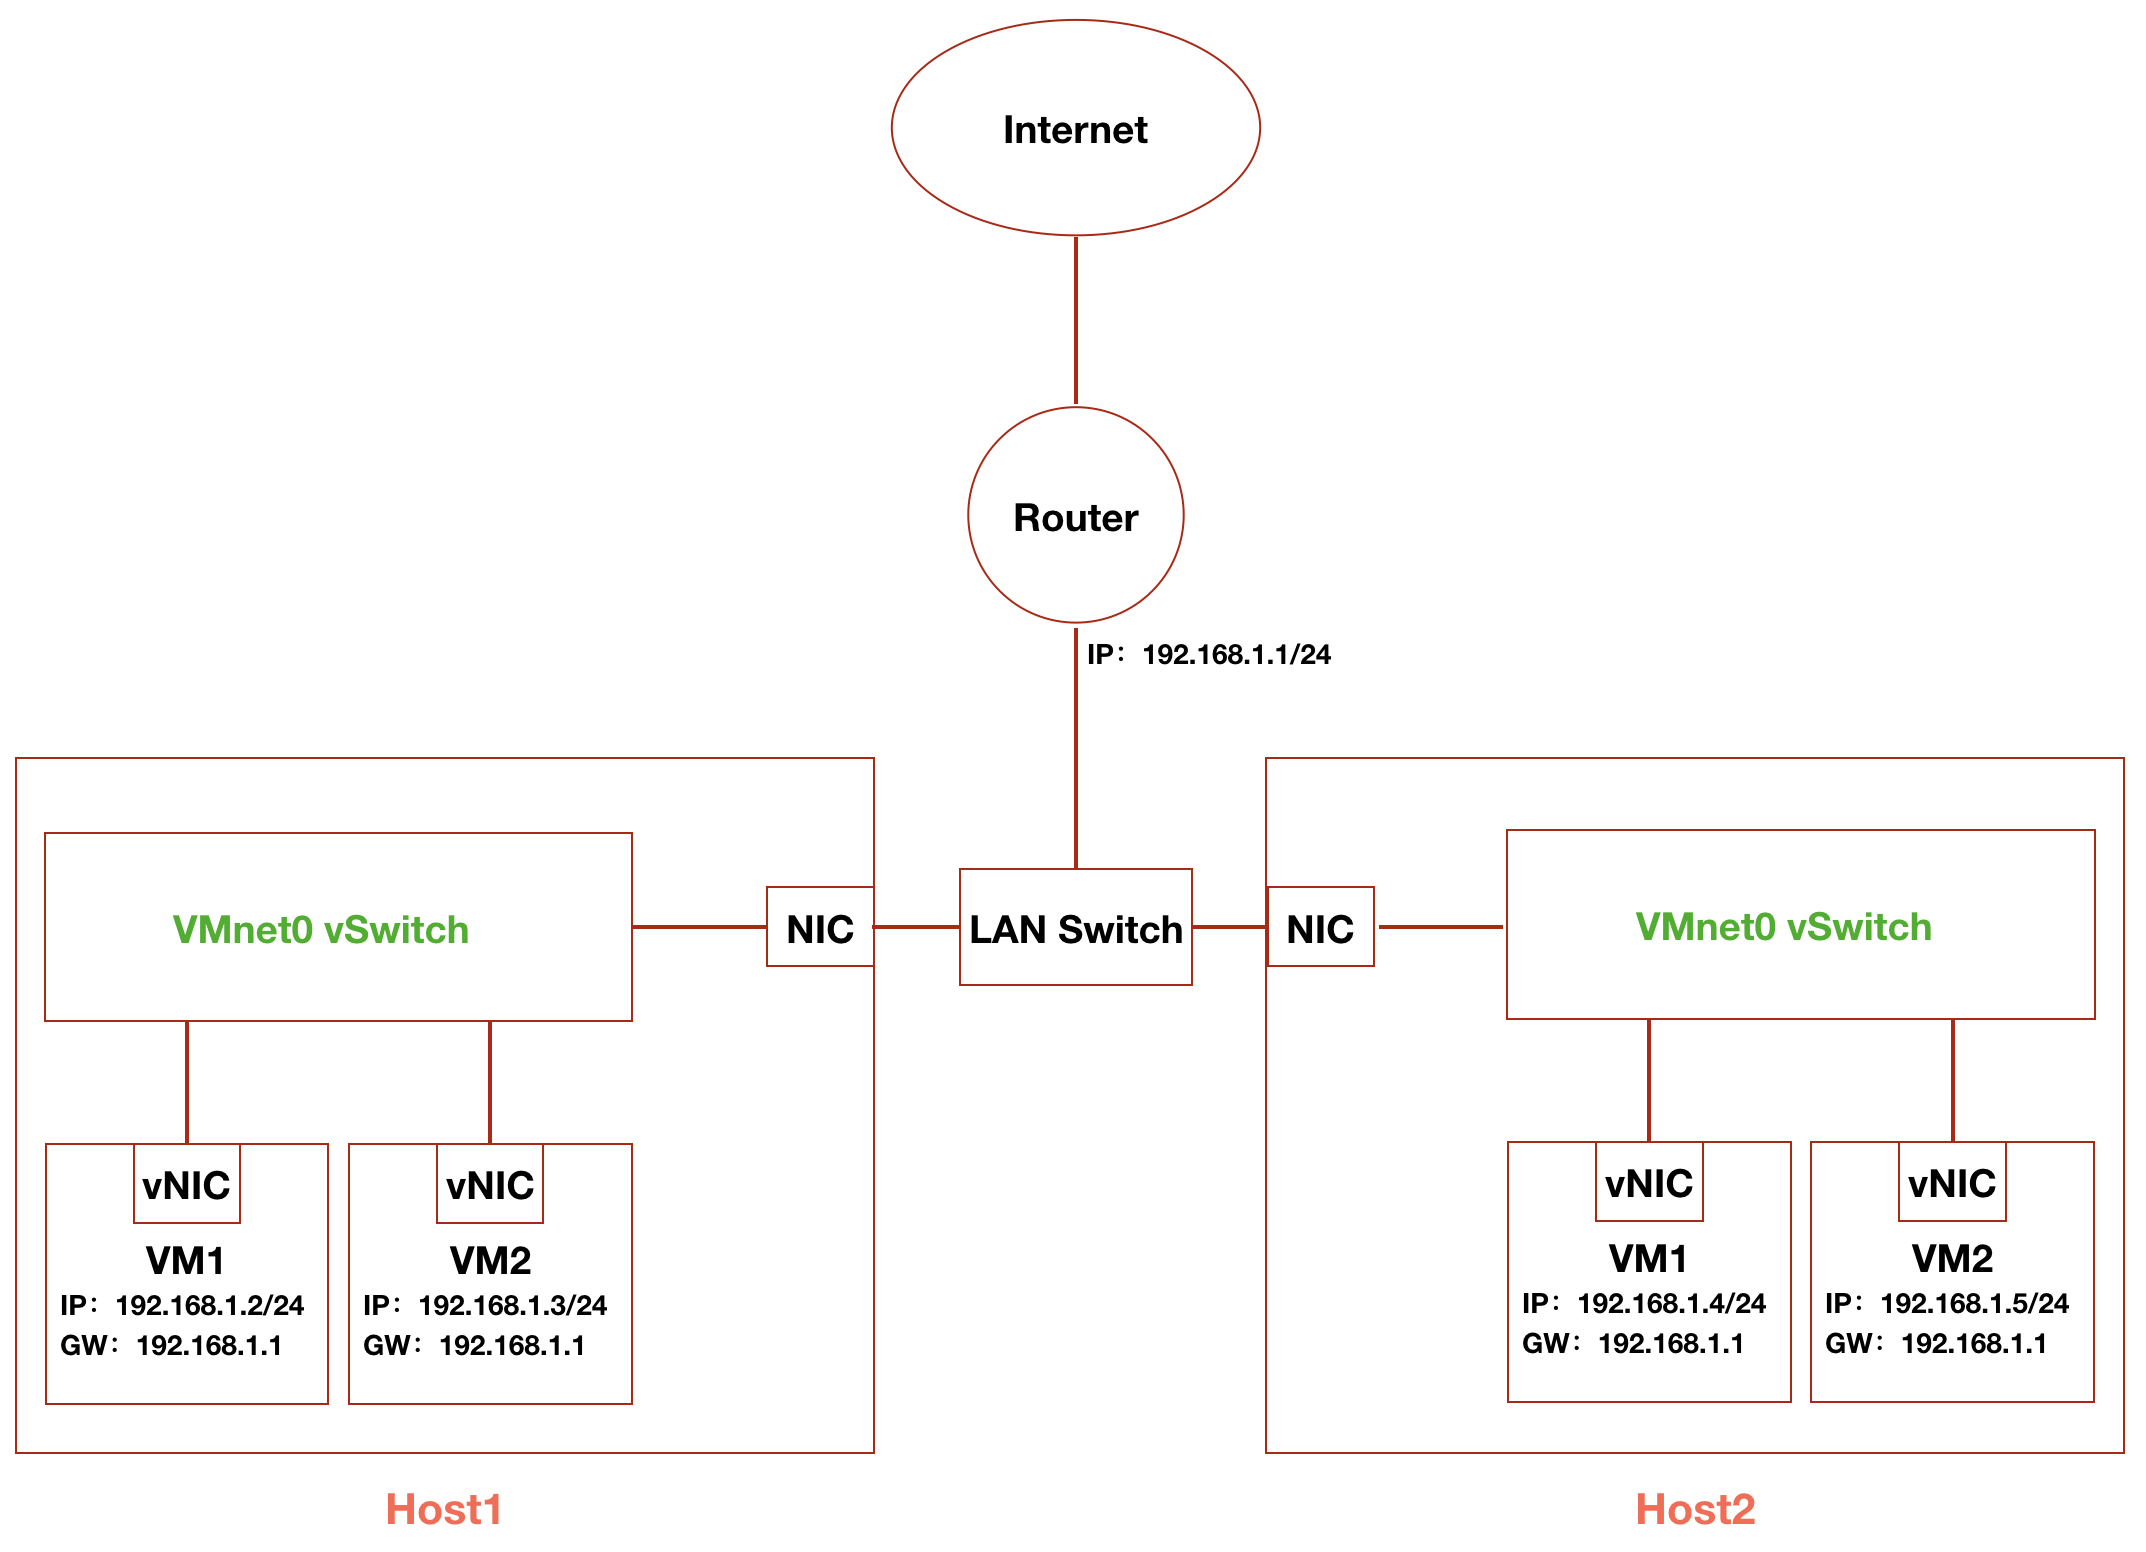 Internet
Router
IP：192.168.1.1/24
VMnet0 vSwitch
NIC
LAN Switch
NIC
VMnet0 vSwitch
vNIC
VM1
IP：192.168.1.2/24
GW：192.168.1.1
vNIC
VM2
IP：192.168.1.3/24
GW：192.168.1.1
vNIC
VM1
IP：192.168.1.4/24
GW：192.168.1.1
vNIC
VM2
IP：192.168.1.5/24
GW：192.168.1.1
Host1
Host2